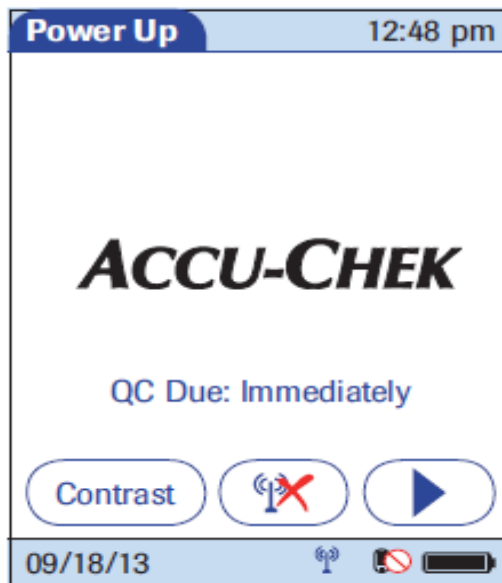 Power Up 12:48 pm
ACCU-CHEK
QC Due: Immediately
Contrast
09/18/13